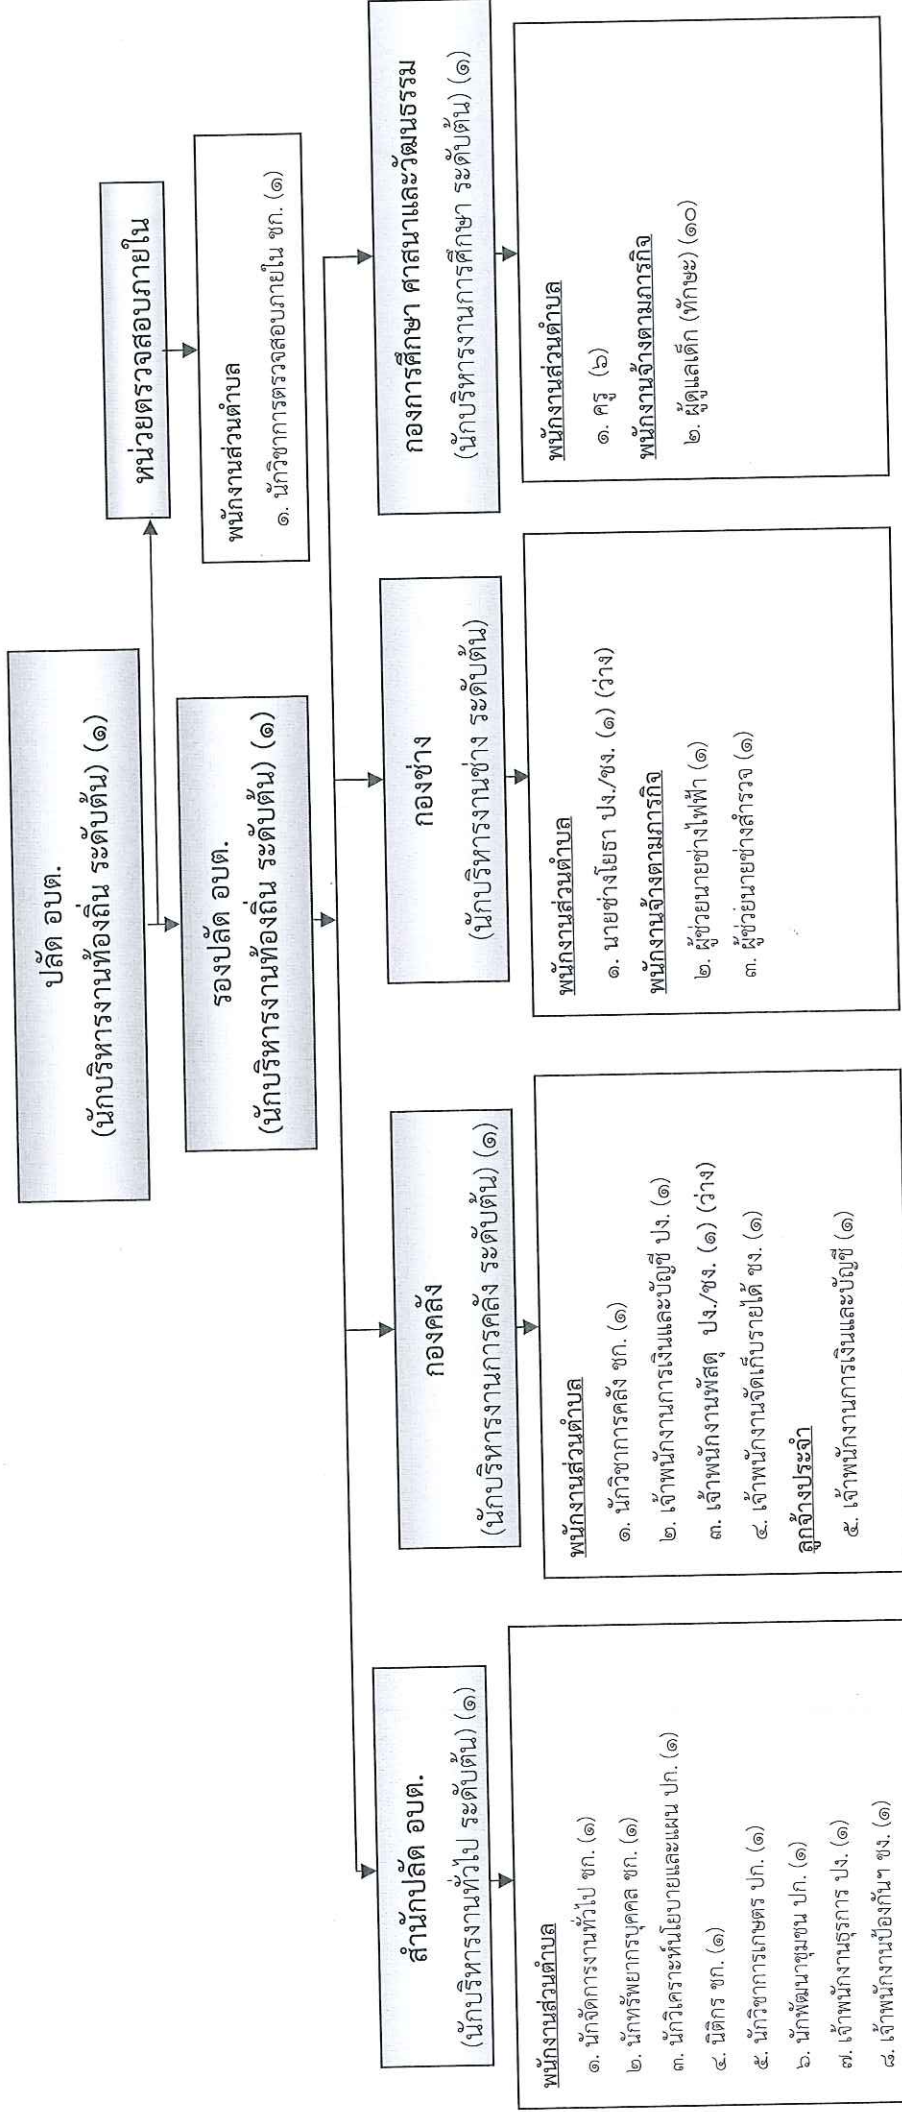 ปลัด อบต.
(นักบริหารงานท้องถิ่น ระดับต้น) (๑)
หน่วยตรวจสอบภายใน
พนักงานส่วนตำบล
๑. นักวิชาการตรวจสอบภายใน ชก. (๑)
รองปลัด อบต.
(นักบริหารงานท้องถิ่น ระดับต้น) (๑)
สำนักปลัด อบต.
(นักบริหารงานทั่วไป ระดับต้น) (๑)
พนักงานส่วนตำบล
๑. นักจัดการงานทั่วไป ชก. (๑)
๒. นักทรัพยากรบุคคล ชก. (๑)
๓. นักวิเคราะห์นโยบายและแผน ปก. (๑)
๔. นิติกร ชก. (๑)
๕. นักวิชาการเกษตร ปก. (๑)
๖. นักพัฒนาชุมชน ปก. (๑)
๗. เจ้าพนักงานธุรการ ปง. (๑)
๘. เจ้าพนักงานป้องกันฯ ชง. (๑)
กองคลัง
(นักบริหารงานการคลัง ระดับต้น) (๑)
พนักงานส่วนตำบล
๑. นักวิชาการคลัง ชก. (๑)
๒. เจ้าพนักงานการเงินและบัญชี ปง. (๑)
๓. เจ้าพนักงานพัสดุ ปง./ชง. (๑) (ว่าง)
๔. เจ้าพนักงานจัดเก็บรายได้ ชง. (๑)
ลูกจ้างประจำ
๕. เจ้าพนักงานการเงินและบัญชี (๑)
กองช่าง
(นักบริหารงานช่าง ระดับต้น)
พนักงานส่วนตำบล
๑. นายช่างโยธา ปง./ชง. (๑) (ว่าง)
พนักงานจ้างตามภารกิจ
๒. ผู้ช่วยนายช่างไฟฟ้า (๑)
๓. ผู้ช่วยนายช่างสำรวจ (๑)
กองการศึกษา ศาสนาและวัฒนธรรม
(นักบริหารงานการศึกษา ระดับต้น) (๑)
พนักงานส่วนตำบล
๑. ครู (๖)
พนักงานจ้างตามภารกิจ
๒. ผู้ดูแลเด็ก (ทักษะ) (๑๐)